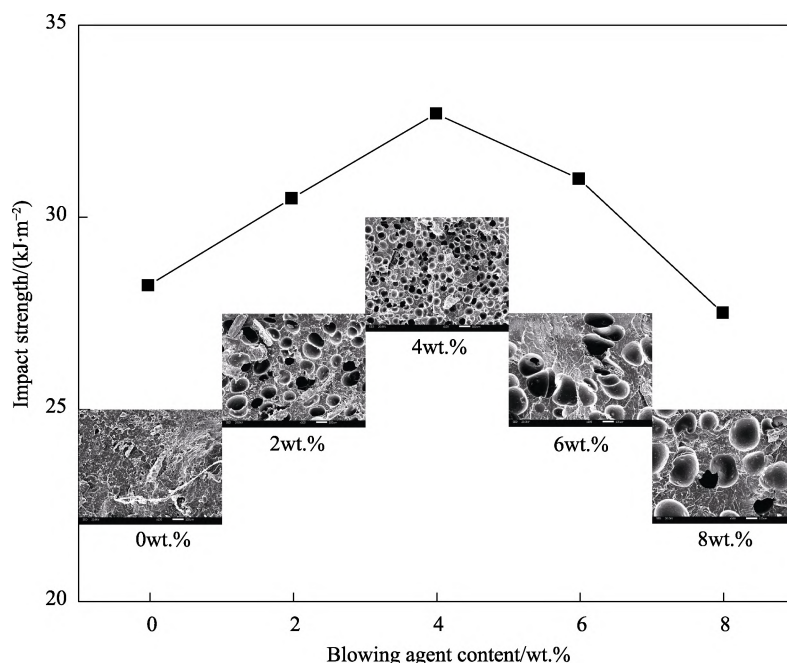 35
30
25
20
Impact strength/(kJ·m⁻²)
4wt.%
2wt.%
6wt.%
0wt.%
8wt.%
0 2 4 6 8
Blowing agent content/wt.%